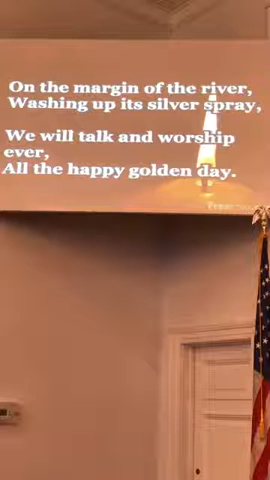 On the margin of the river,
Washing up its silver spray,
We will talk and worship
ever,
All the happy golden day.